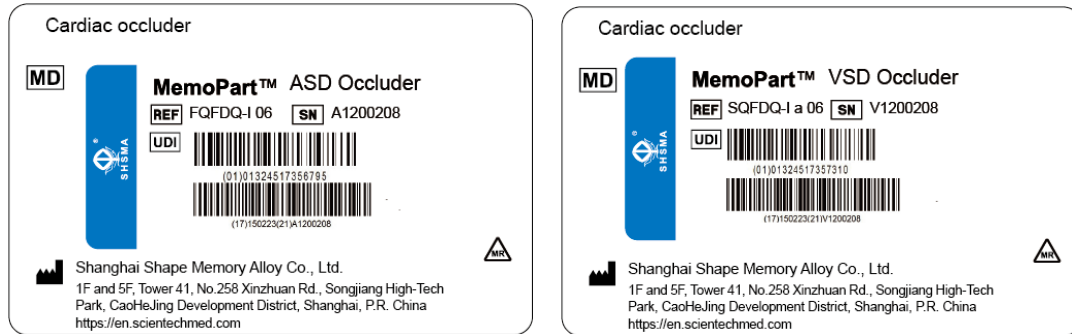 Cardiac occluder
MD
MemoPart™ ASD Occluder
REF FQFDQ-I 06 SN A1200208
UDI
(01)01324517356795
(17)150223(21)A1200208
®
SHSMA
MR
Shanghai Shape Memory Alloy Co., Ltd.
1F and 5F, Tower 41, No.258 Xinzhuan Rd., Songjiang High-Tech
Park, CaoHeJing Development District, Shanghai, P.R. China
https://en.scientechmed.com
Cardiac occluder
MD
MemoPart™ VSD Occluder
REF SQFDQ-I a 06 SN V1200208
UDI
(01)01324517357310
(17)150223(21)V1200208
®
SHSMA
MR
Shanghai Shape Memory Alloy Co., Ltd.
1F and 5F, Tower 41, No.258 Xinzhuan Rd., Songjiang High-Tech
Park, CaoHeJing Development District, Shanghai, P.R. China
https://en.scientechmed.com